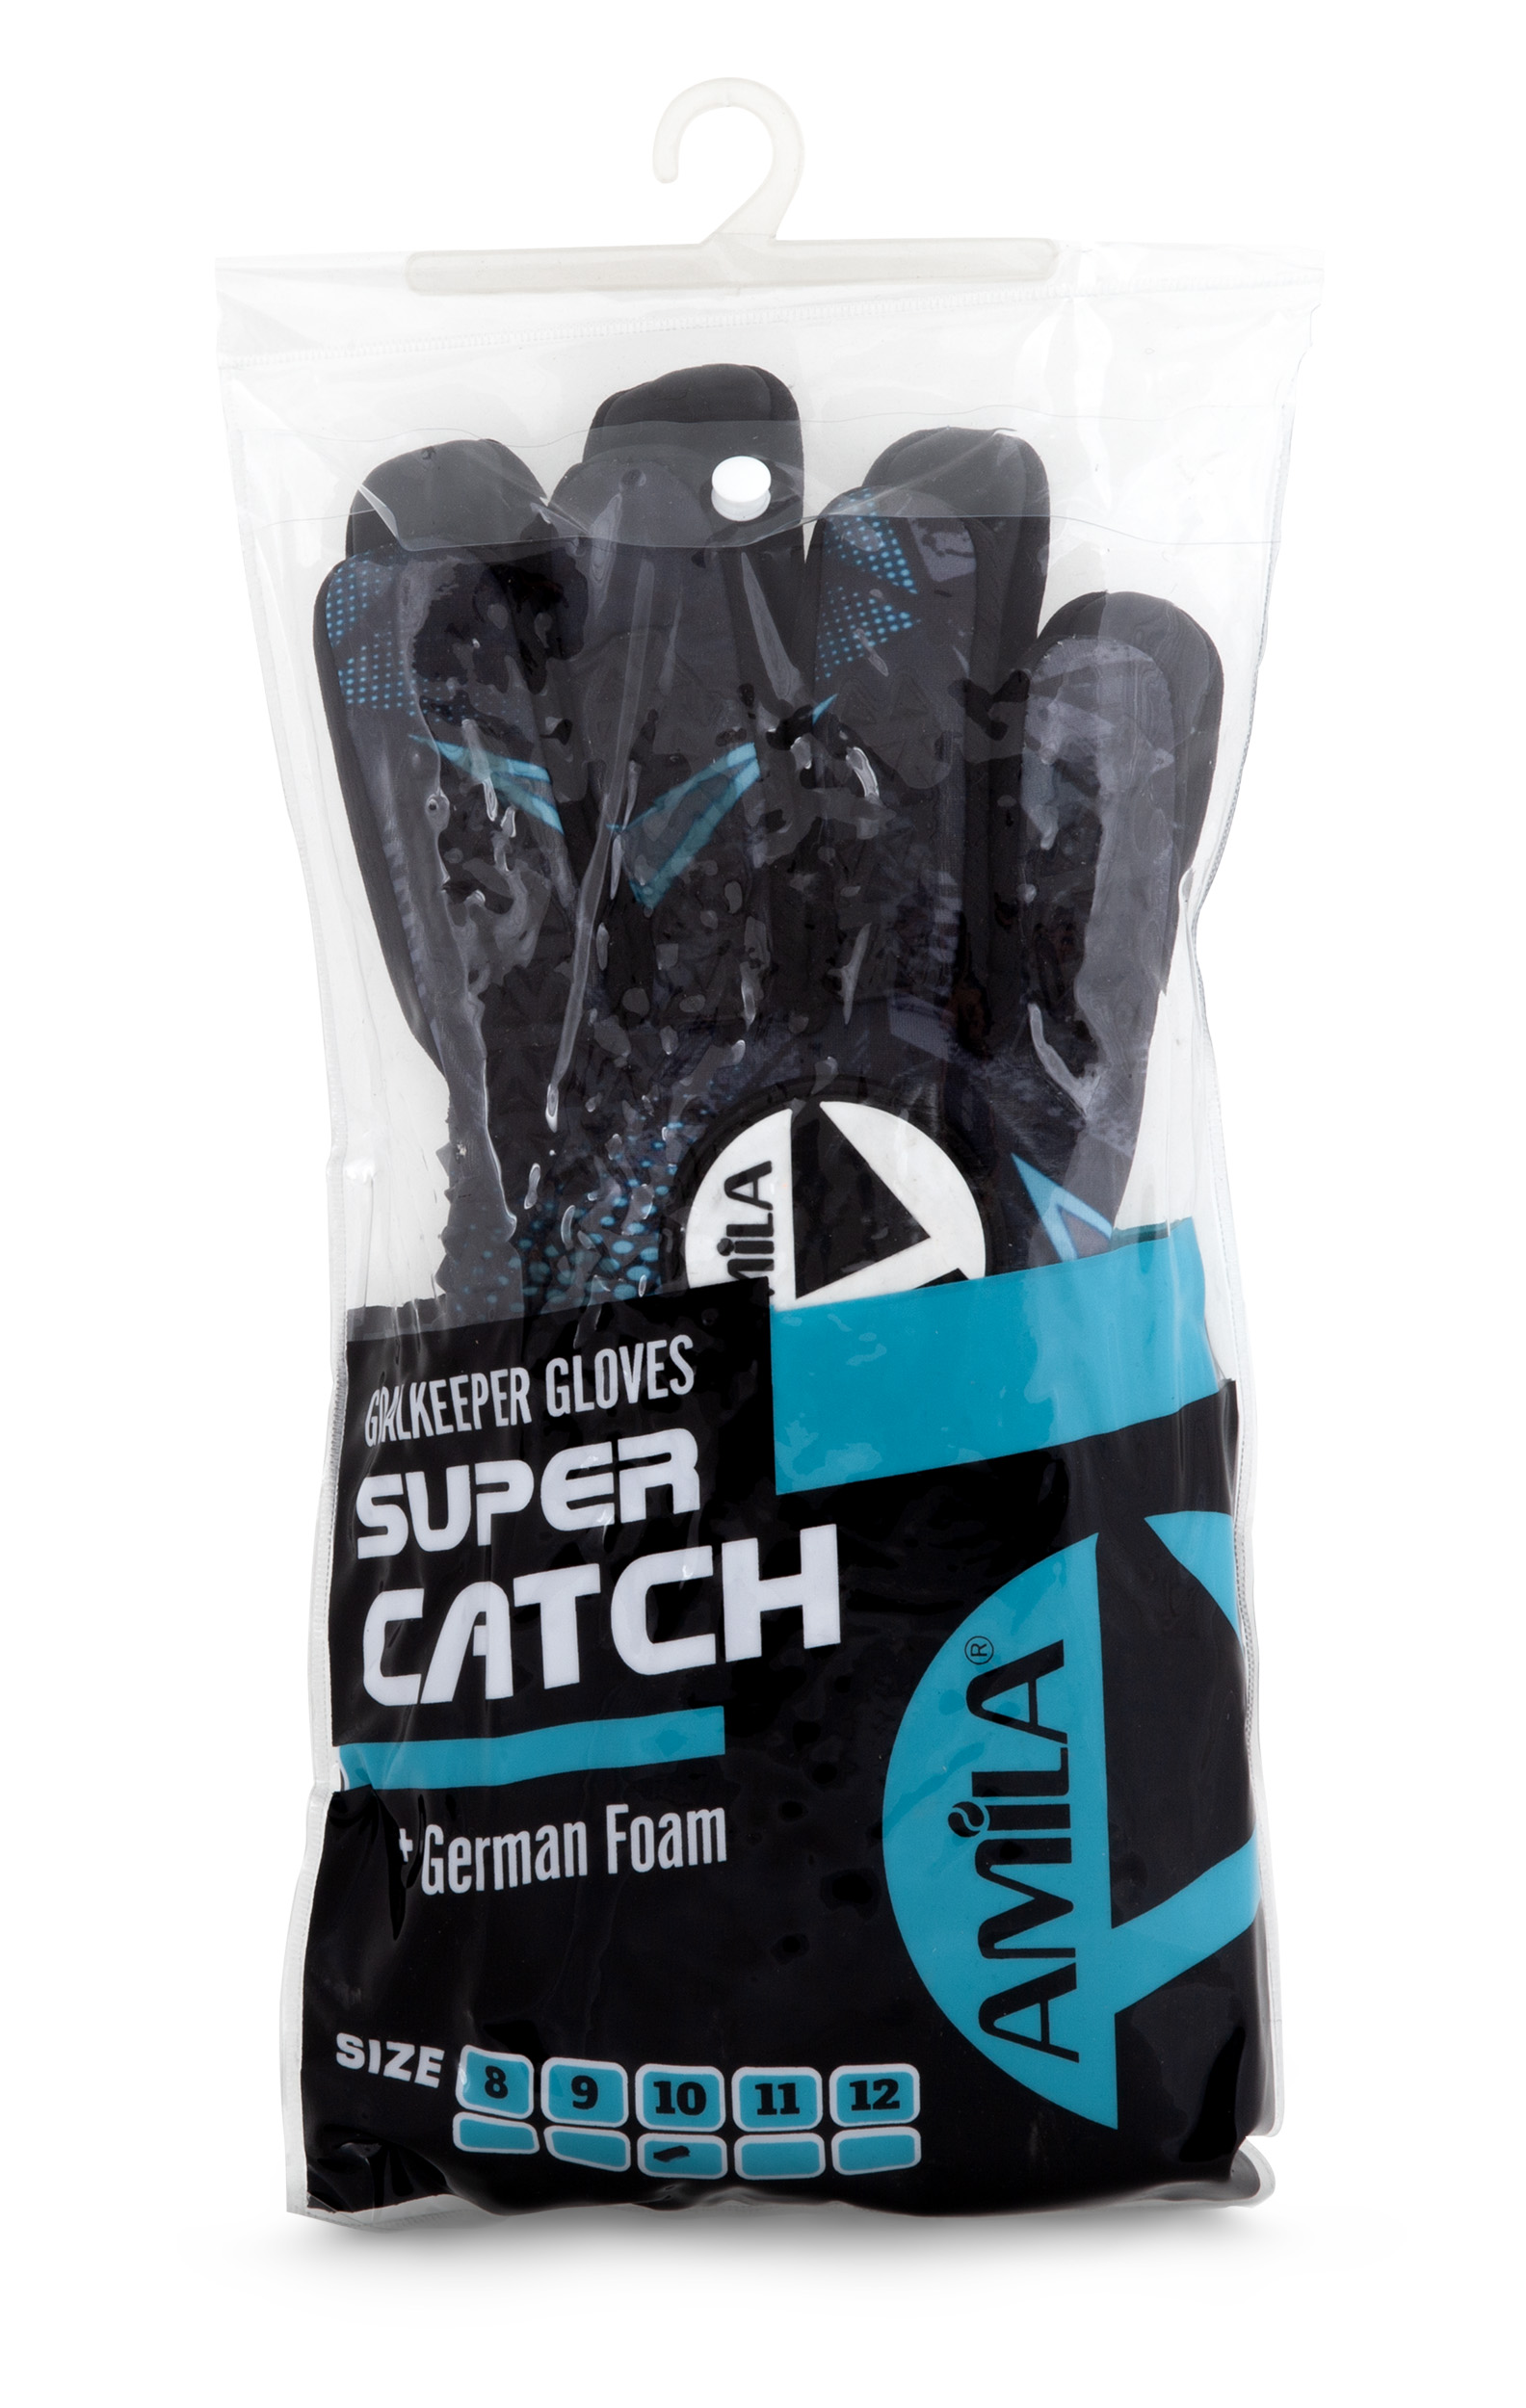 AMiLA
GOALKEEPER GLOVES
SUPER
CATCH
+ German Foam
AMiLA®
SIZE 8 9 10 11 12